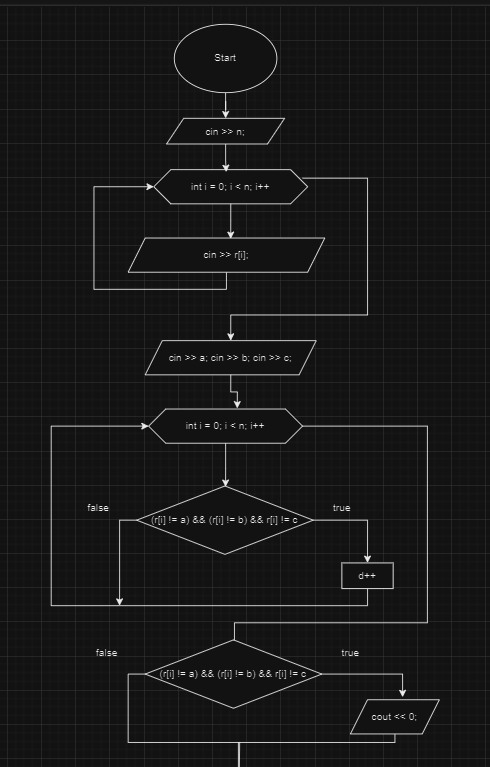 Start
cin >> n;
int i = 0; i < n; i++
cin >> r[i];
cin >> a; cin >> b; cin >> c;
int i = 0; i < n; i++
false
true
(r[i] != a) && (r[i] != b) && r[i] != c
d++
false
true
(r[i] != a) && (r[i] != b) && r[i] != c
cout << 0;